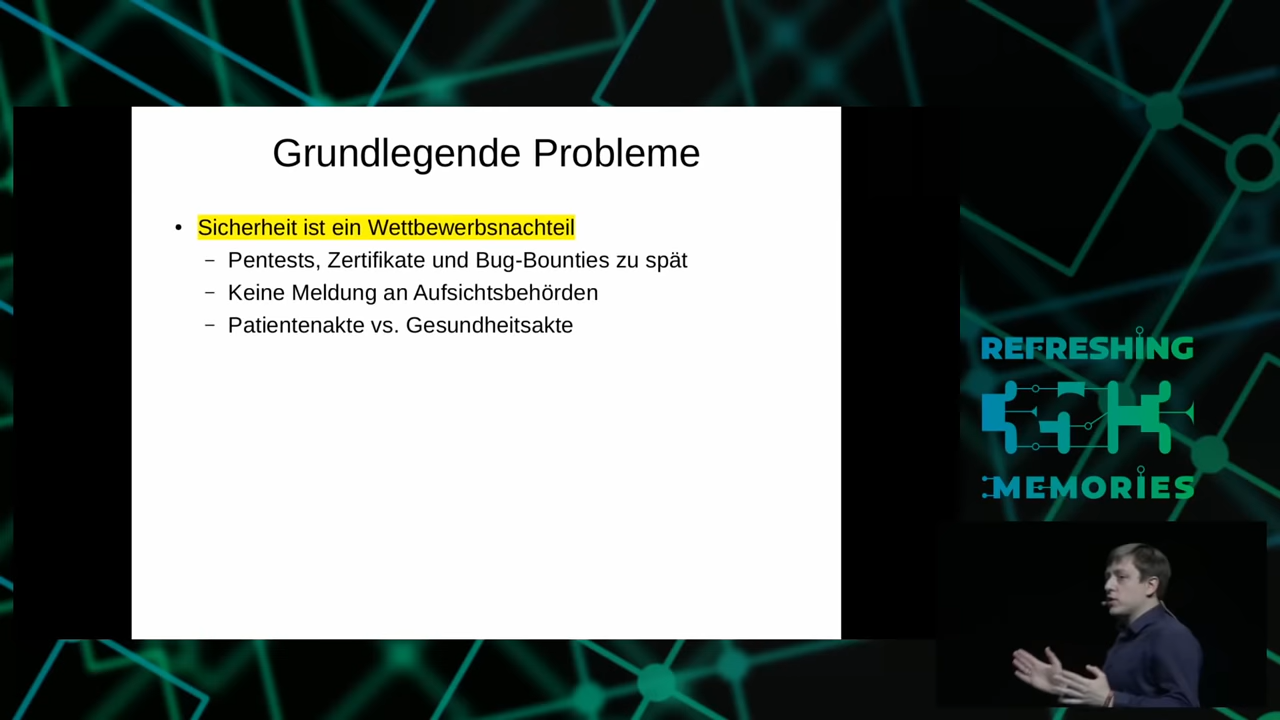 Grundlegende Probleme
• Sicherheit ist ein Wettbewerbsnachteil
– Pentests, Zertifikate und Bug-Bounties zu spät
– Keine Meldung an Aufsichtsbehörden
– Patientenakte vs. Gesundheitsakte
REFRESHING
35C3
MEMORIES